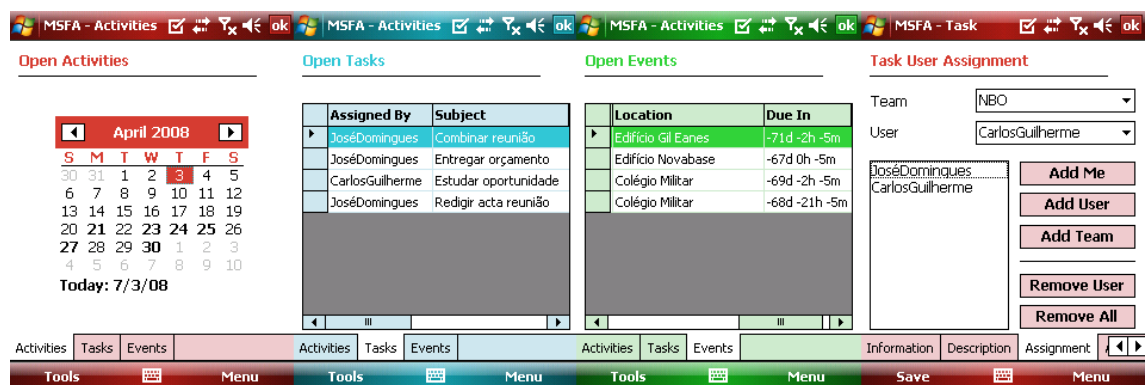 MSFA - Activities ok
Open Activities
April 2008
S M T W T F S
30 31 1 2 3 4 5
6 7 8 9 10 11 12
13 14 15 16 17 18 19
20 21 22 23 24 25 26
27 28 29 30 1 2 3
4 5 6 7 8 9 10
Today: 7/3/08
Activities Tasks Events
Tools Menu
MSFA - Activities ok
Open Tasks
Assigned By Subject
JoséDomingues Combinar reunião
JoséDomingues Entregar orçamento
CarlosGuilherme Estudar oportunidade
JoséDomingues Redigir acta reunião
Activities Tasks Events
Tools Menu
MSFA - Activities ok
Open Events
Location Due In
Edifício Gil Eanes -71d -2h -5m
Edifício Novabase -67d 0h -5m
Colégio Militar -69d -2h -5m
Colégio Militar -68d -21h -5m
Activities Tasks Events
Tools Menu
MSFA - Task ok
Task User Assignment
Team NBO
User CarlosGuilherme
JoséDomingues
CarlosGuilherme
Add Me
Add User
Add Team
Remove User
Remove All
Information Description Assignment
Save Menu